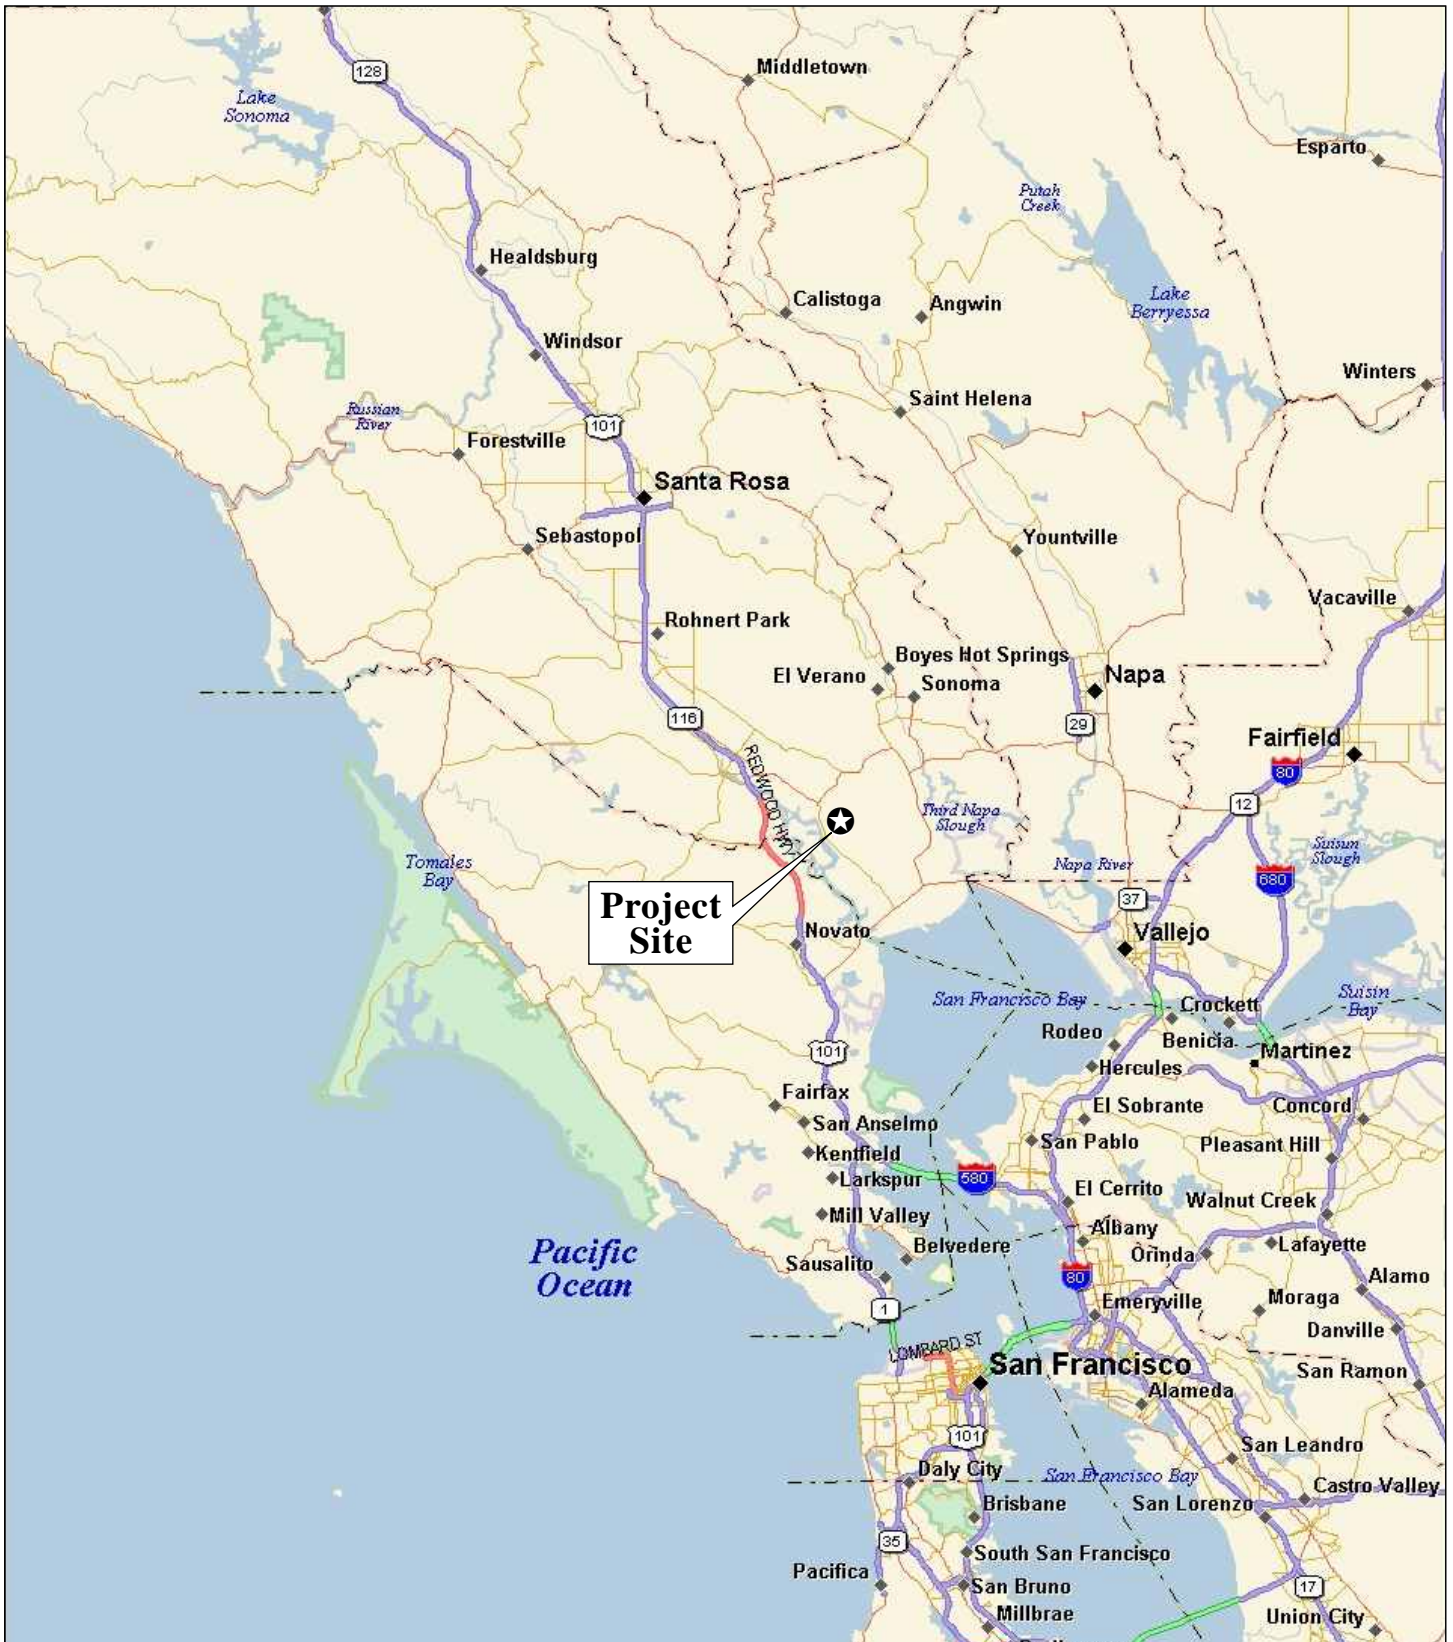 128
Middletown
Lake
Sonoma
Esparto
Putah
Creek
Healdsburg
Calistoga
Angwin
Lake
Berryessa
Windsor
Winters
Saint Helena
Russian
River
101
Forestville
Santa Rosa
Sebastopol
Yountville
Vacaville
Rohnert Park
Boyes Hot Springs
El Verano
Sonoma
Napa
116
29
Fairfield
REDWOOD HWY
80
12
Third Napa
Slough
Suisun
Slough
Tomales
Bay
Napa River
680
Project
Site
37
Novato
Vallejo
San Francisco Bay
Suisin
Bay
Crockett
Rodeo
Benicia
101
Martinez
Hercules
Fairfax
El Sobrante
Concord
San Anselmo
San Pablo
Pleasant Hill
Kentfield
580
Larkspur
El Cerrito
Walnut Creek
Mill Valley
Albany
Pacific
Ocean
Belvedere
Orinda
Lafayette
Sausalito
80
Alamo
1
Emeryville
Moraga
Danville
LOMBARD ST
San Francisco
San Ramon
Alameda
101
San Leandro
Daly City
San Francisco Bay
Castro Valley
Brisbane
San Lorenzo
35
South San Francisco
Pacifica
San Bruno
17
Millbrae
Union City